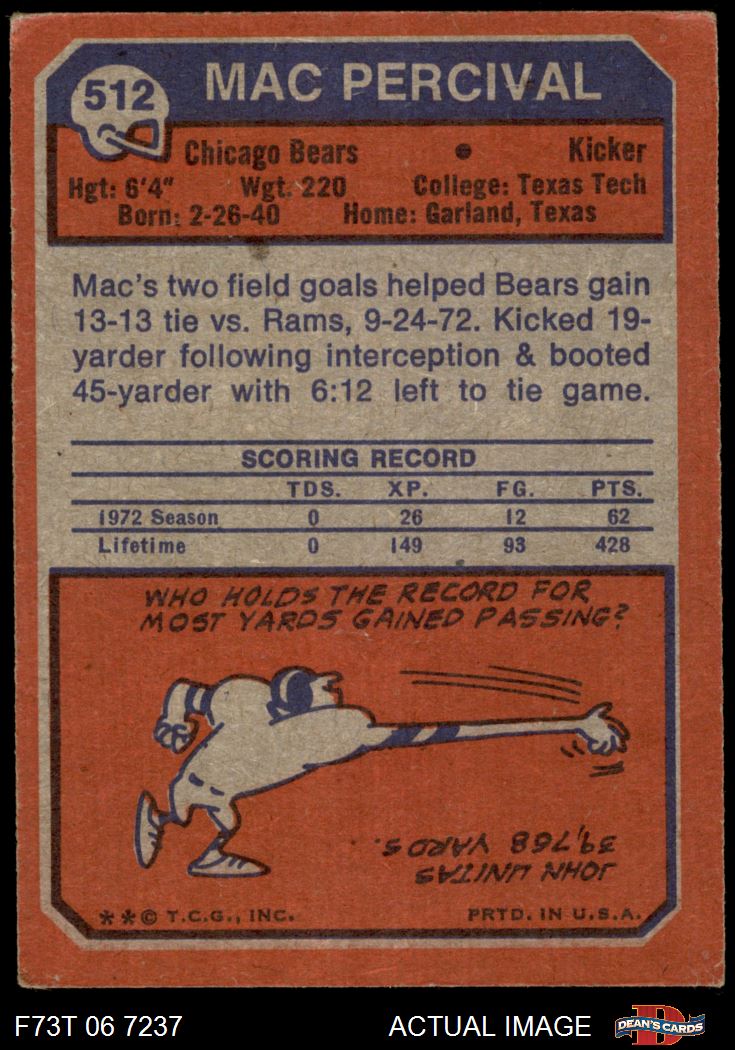 512
MAC PERCIVAL
Chicago Bears • Kicker
Hgt: 6'4" Wgt. 220 College: Texas Tech
Born: 2-26-40 Home: Garland, Texas
Mac's two field goals helped Bears gain
13-13 tie vs. Rams, 9-24-72. Kicked 19-
yarder following interception & booted
45-yarder with 6:12 left to tie game.
SCORING RECORD
TDS. XP. FG. PTS.
1972 Season 0 26 12 62
Lifetime 0 149 93 428
WHO HOLDS THE RECORD FOR
MOST YARDS GAINED PASSING?
JOHN UNITAS
39,768 YARDS...
**© T.C.G., INC. PRTD. IN U.S.A.
F73T 06 7237 ACTUAL IMAGE DEAN'S CARDS